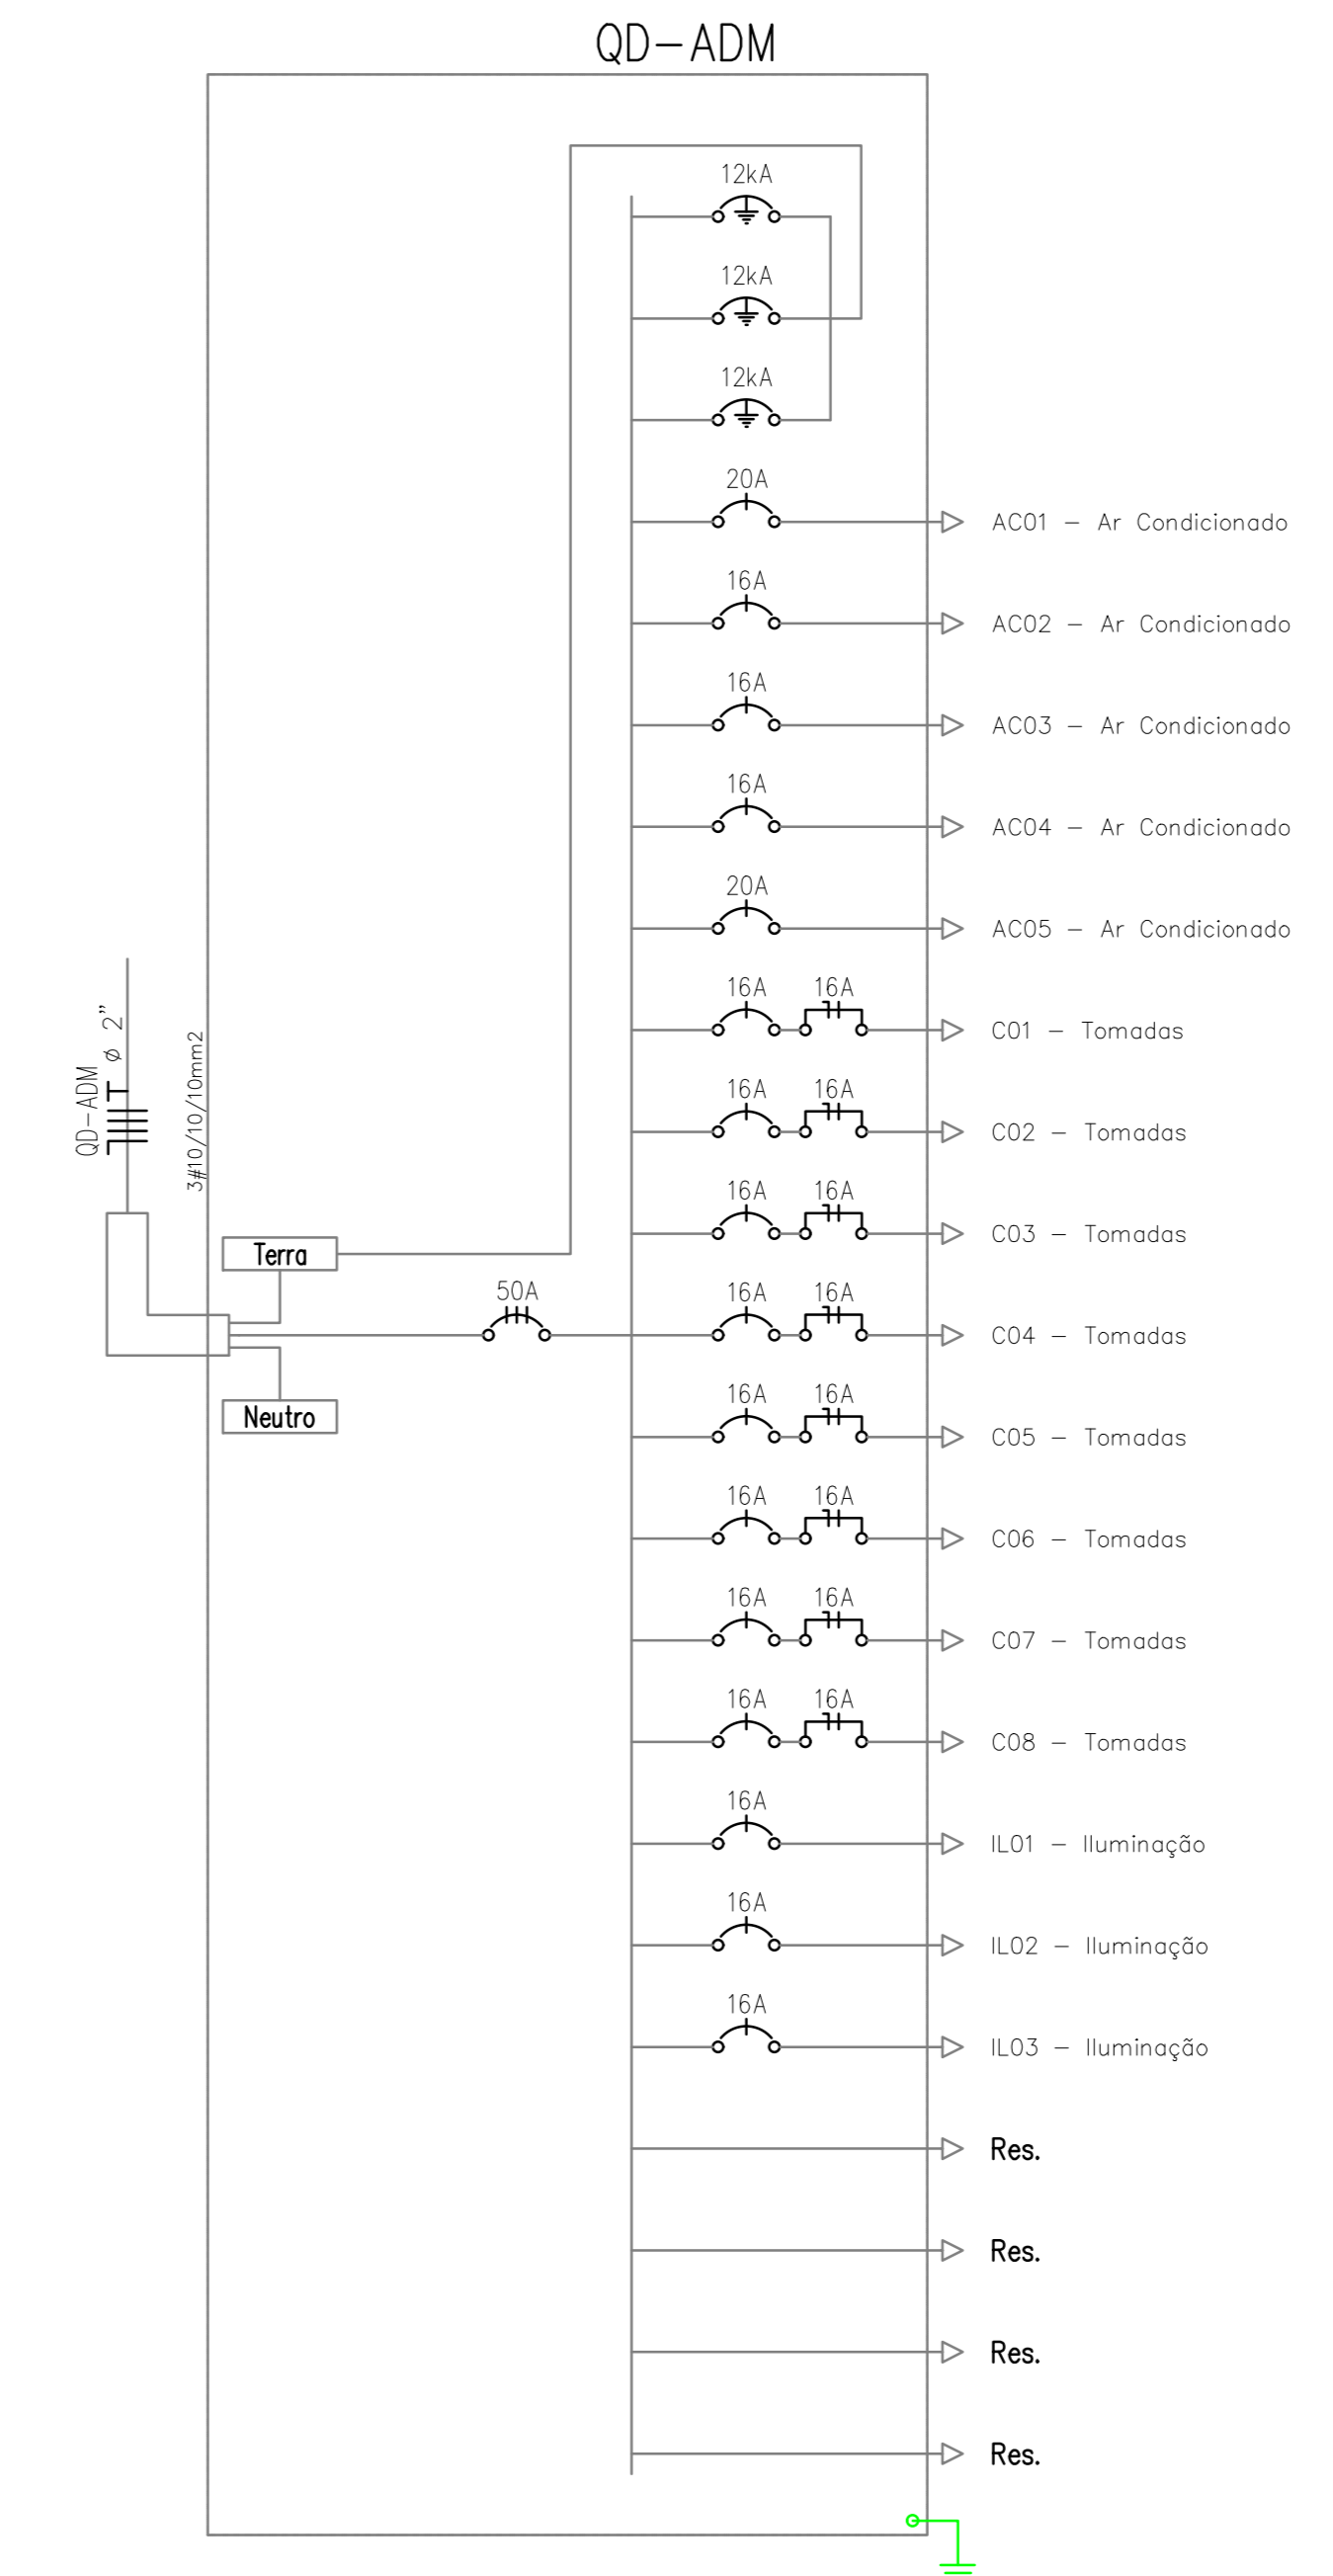 QD-ADM
12kA
12kA
12kA
20A
AC01 - Ar Condicionado
16A
AC02 - Ar Condicionado
16A
AC03 - Ar Condicionado
16A
AC04 - Ar Condicionado
20A
AC05 - Ar Condicionado
16A 16A
C01 - Tomadas
16A 16A
C02 - Tomadas
16A 16A
C03 - Tomadas
16A 16A
C04 - Tomadas
16A 16A
C05 - Tomadas
16A 16A
C06 - Tomadas
16A 16A
C07 - Tomadas
16A 16A
C08 - Tomadas
16A
IL01 - Iluminação
16A
IL02 - Iluminação
16A
IL03 - Iluminação
Res.
Res.
Res.
Res.
QD-ADM
ø 2"
3#10/10/10mm2
Terra
50A
Neutro